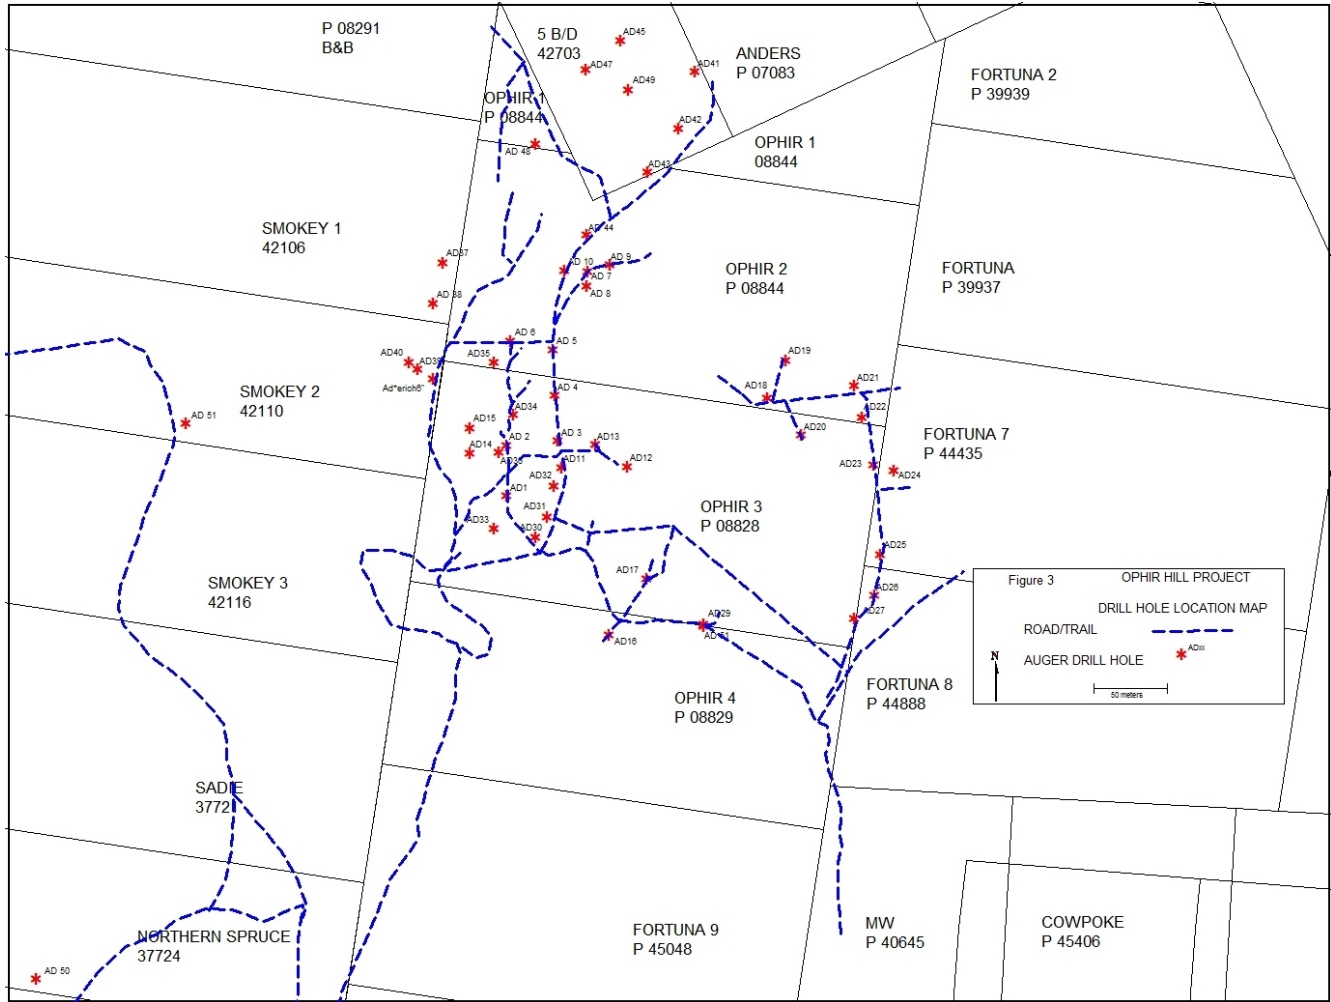 P 08291
B&B
5 B/D
42703
AD45
AD47
AD49
AD41
ANDERS
P 07083
FORTUNA 2
P 39939
OPHIR 1
P 08844
AD42
AD 48
AD43
OPHIR 1
08844
SMOKEY 1
42106
AD 44
AD37
AD 10
AD 9
AD 7
AD 8
OPHIR 2
P 08844
FORTUNA
P 39937
AD 38
AD 6
AD 5
AD40
AD39
AD35
Ad"erich6"
AD19
SMOKEY 2
42110
AD 4
AD18
AD21
AD 51
AD15
AD34
AD22
AD20
AD14
AD 2
AD 3
AD13
FORTUNA 7
P 44435
AD11
AD12
AD23
AD24
AD32
AD1
OPHIR 3
P 08828
AD31
AD33
AD30
AD25
SMOKEY 3
42116
AD17
AD26
AD29
AD27
AD16
Figure 3
OPHIR HILL PROJECT
DRILL HOLE LOCATION MAP
ROAD/TRAIL
N
AUGER DRILL HOLE
ADxx
50 meters
OPHIR 4
P 08829
FORTUNA 8
P 44888
SADIE
3772
NORTHERN SPRUCE
37724
AD 50
FORTUNA 9
P 45048
MW
P 40645
COWPOKE
P 45406